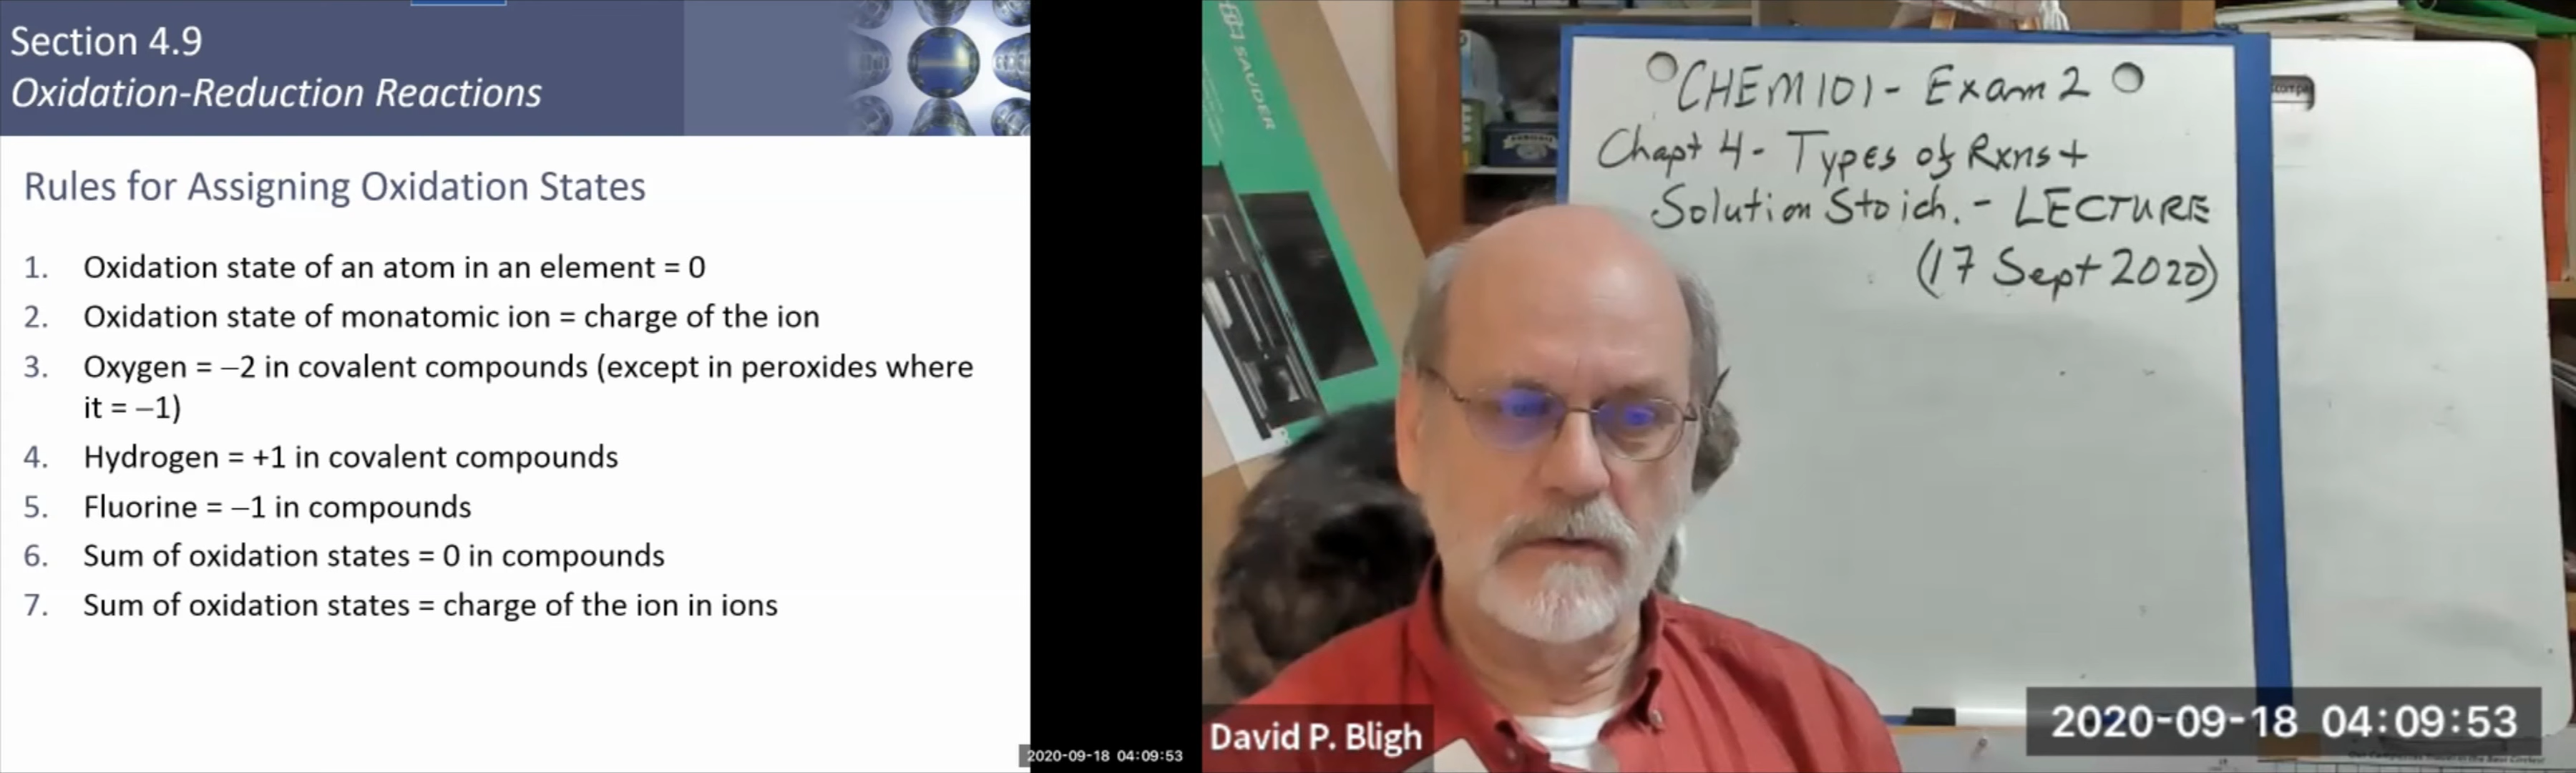 Section 4.9
Oxidation-Reduction Reactions
Rules for Assigning Oxidation States
1. Oxidation state of an atom in an element = 0
2. Oxidation state of monatomic ion = charge of the ion
3. Oxygen = −2 in covalent compounds (except in peroxides where
it = −1)
4. Hydrogen = +1 in covalent compounds
5. Fluorine = −1 in compounds
6. Sum of oxidation states = 0 in compounds
7. Sum of oxidation states = charge of the ion in ions
2020-09-18 04:09:53
SAUDER
CHEM 101 - Exam 2
Chapt 4 - Types of Rxns +
Solution Stoich. - LECTURE
(17 Sept 2020)
David P. Bligh
2020-09-18 04:09:53